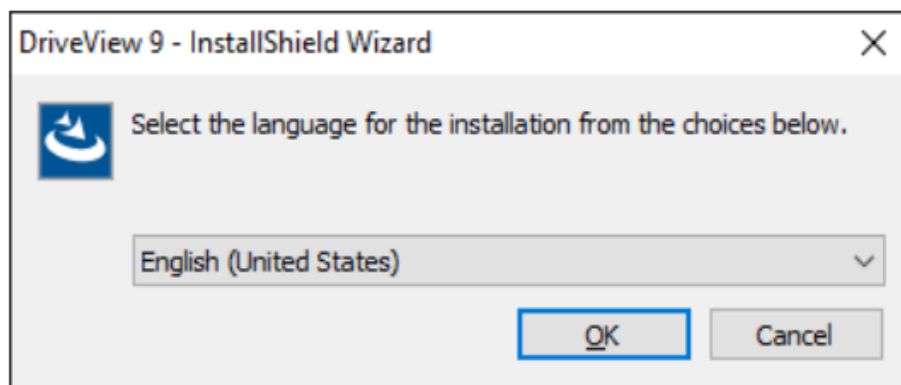 DriveView 9 - InstallShield Wizard
Select the language for the installation from the choices below.
English (United States)
OK Cancel